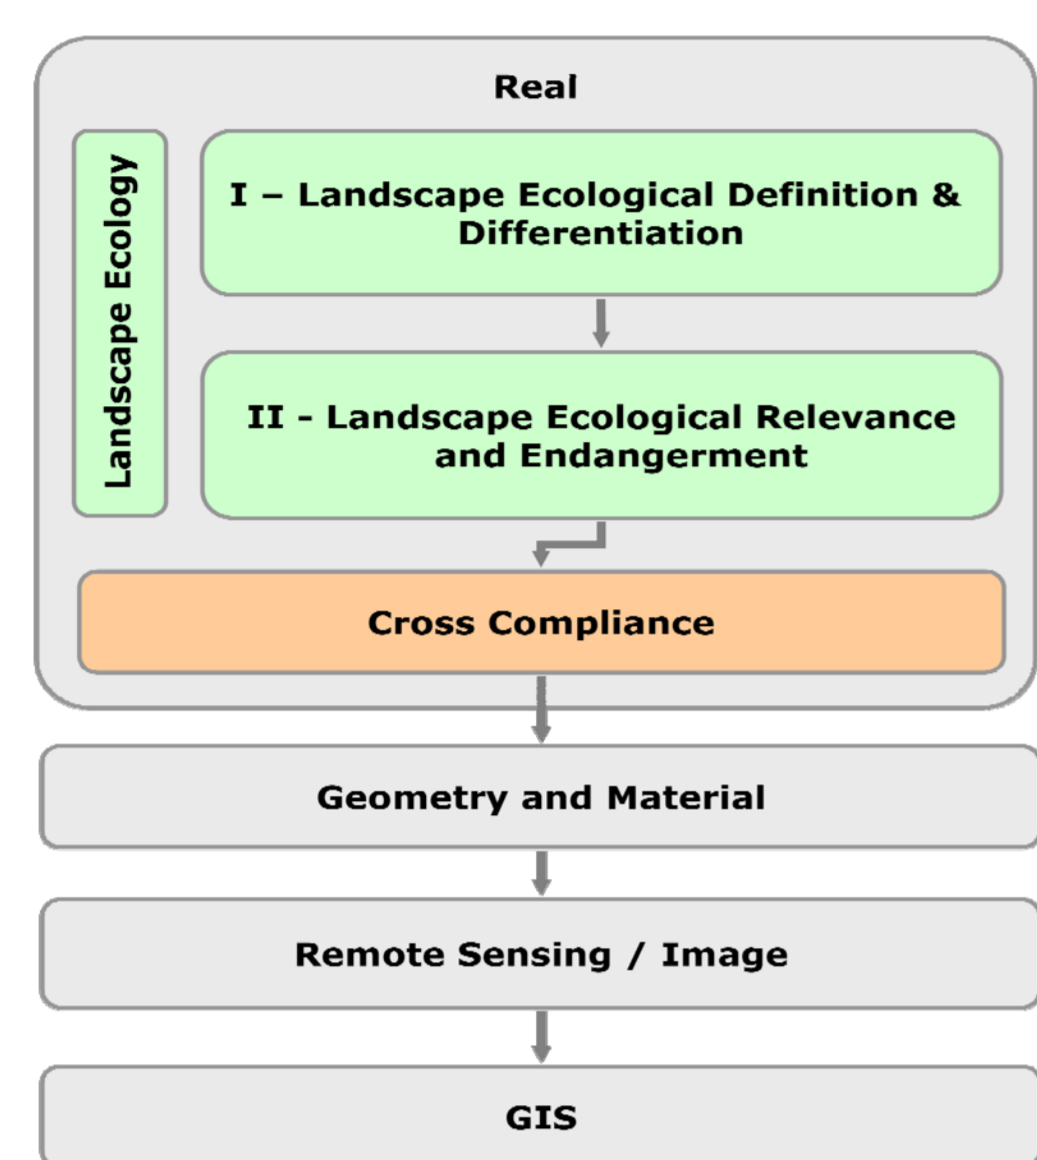 Real
Landscape Ecology
I – Landscape Ecological Definition &
Differentiation
II - Landscape Ecological Relevance
and Endangerment
Cross Compliance
Geometry and Material
Remote Sensing / Image
GIS